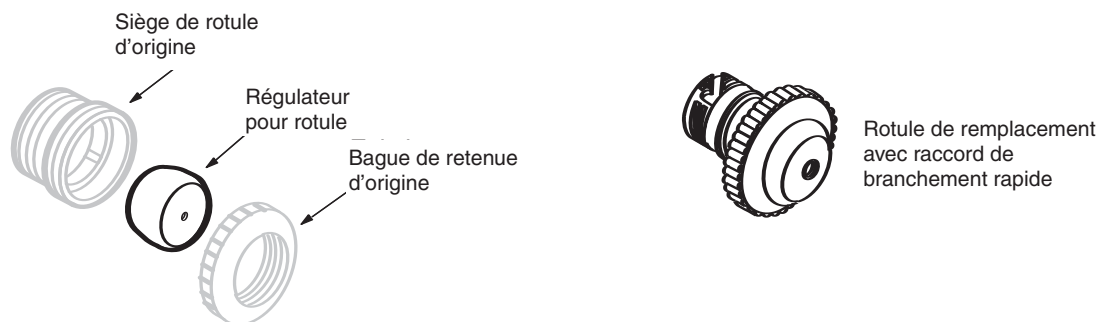 Siège de rotule
d'origine
Régulateur
pour rotule
Bague de retenue
d'origine
Rotule de remplacement
avec raccord de
branchement rapide